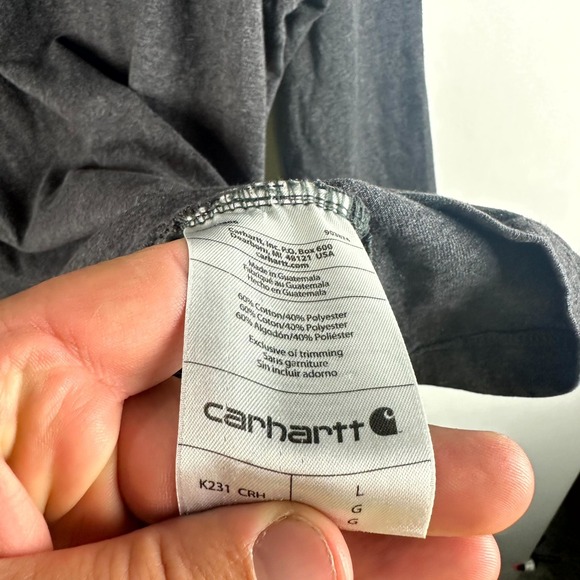 Carhartt, Inc. P.O. Box 600
Dearborn, MI 48121 USA
carhartt.com
Made in Guatemala
Fabriqué au Guatemala
Hecho en Guatemala
60% Cotton/40% Polyester
60% Coton/40% Polyester
60% Algodón/40% Poliéster
Exclusive of trimming
Sans garniture
Sin incluir adorno
carhartt
K231 CRH L
G
G